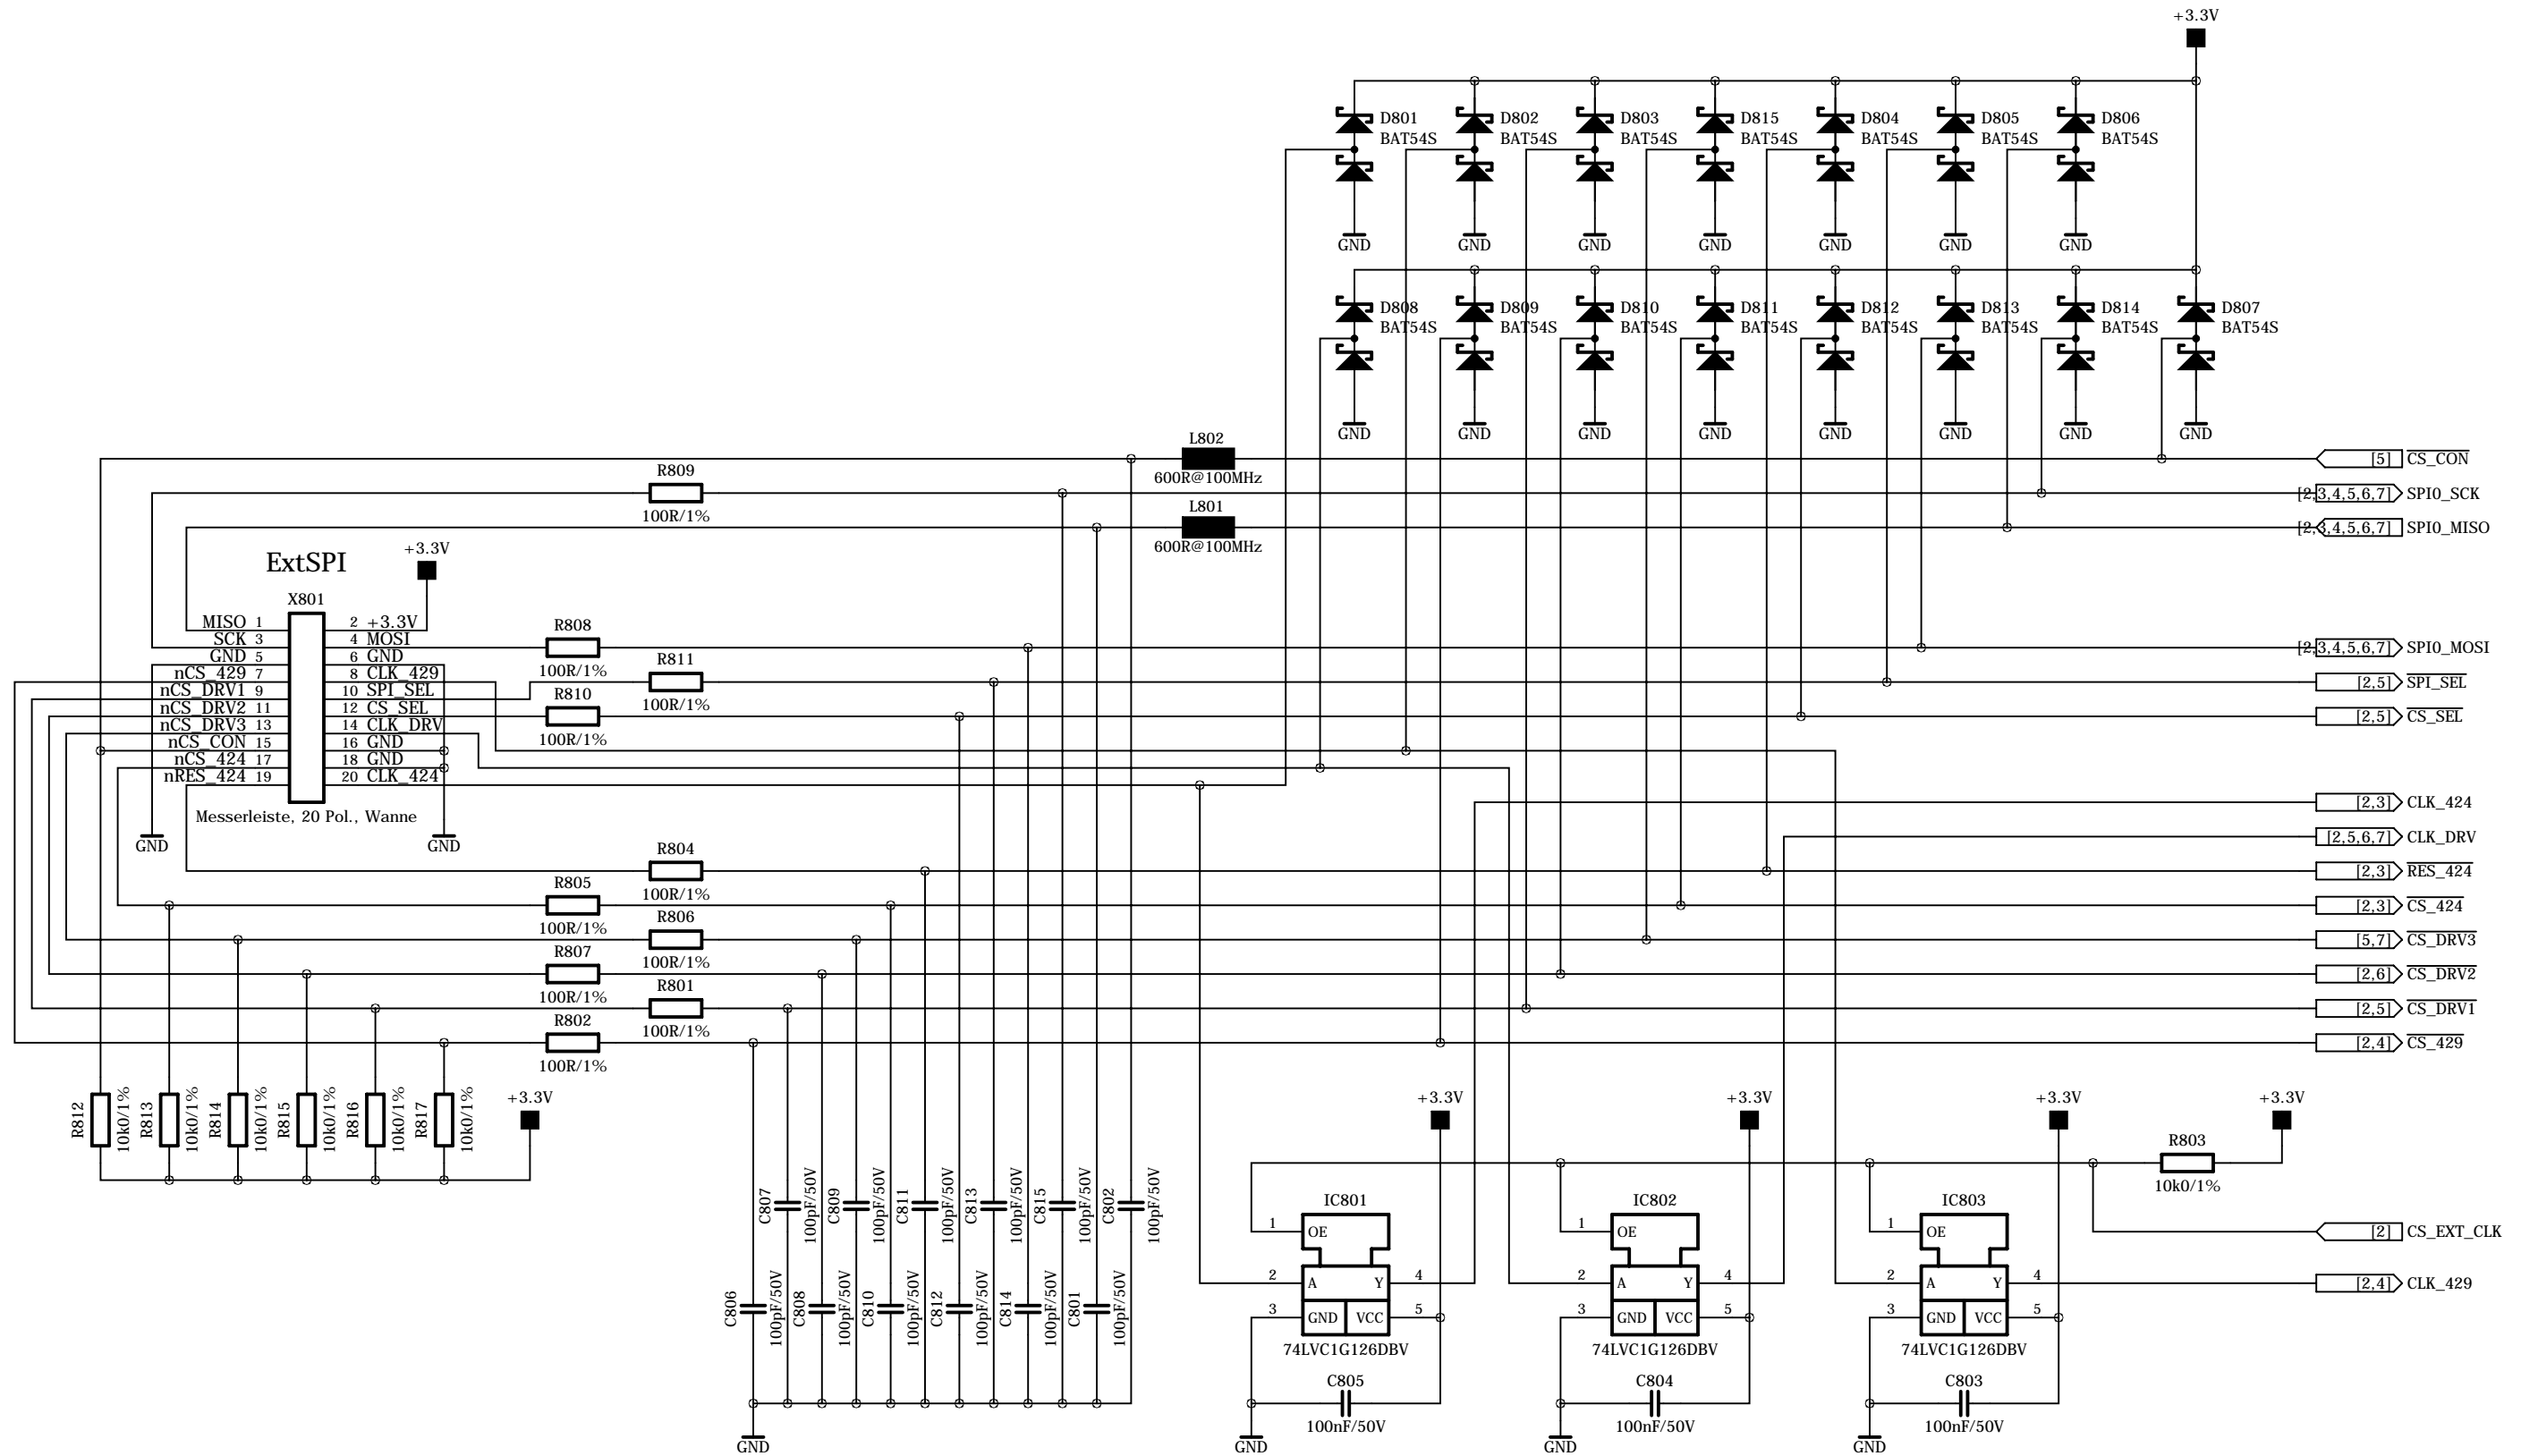 +3.3V
D801
BAT54S
D802
BAT54S
D803
BAT54S
D815
BAT54S
D804
BAT54S
D805
BAT54S
D806
BAT54S
GND
GND
GND
GND
GND
GND
GND
D808
BAT54S
D809
BAT54S
D810
BAT54S
D811
BAT54S
D812
BAT54S
D813
BAT54S
D814
BAT54S
D807
BAT54S
GND
GND
GND
GND
GND
GND
GND
GND
L802
600R@100MHz
[5] CS_CON
R809
100R/1%
[2,3,4,5,6,7] SPI0_SCK
L801
600R@100MHz
[2,3,4,5,6,7] SPI0_MISO
ExtSPI
+3.3V
X801
MISO 1
2 +3.3V
SCK 3
4 MOSI
GND 5
6 GND
nCS_429 7
8 CLK_429
nCS_DRV1 9
10 SPI_SEL
nCS_DRV2 11
12 CS_SEL
nCS_DRV3 13
14 CLK_DRV
nCS_CON 15
16 GND
nCS_424 17
18 GND
nRES_424 19
20 CLK_424
Messerleiste, 20 Pol., Wanne
GND
GND
R808
100R/1%
[2,3,4,5,6,7] SPI0_MOSI
R811
100R/1%
[2,5] SPI_SEL
R810
100R/1%
[2,5] CS_SEL
[2,3] CLK_424
[2,5,6,7] CLK_DRV
R804
100R/1%
[2,3] RES_424
R805
100R/1%
[2,3] CS_424
R806
100R/1%
[5,7] CS_DRV3
R807
100R/1%
[2,6] CS_DRV2
R801
100R/1%
[2,5] CS_DRV1
R802
100R/1%
[2,4] CS_429
R812
10k0/1%
R813
10k0/1%
R814
10k0/1%
R815
10k0/1%
R816
10k0/1%
R817
10k0/1%
+3.3V
C807
100pF/50V
C809
100pF/50V
C811
100pF/50V
C813
100pF/50V
C815
100pF/50V
C802
100pF/50V
C806
100pF/50V
C808
100pF/50V
C810
100pF/50V
C812
100pF/50V
C814
100pF/50V
C801
100pF/50V
GND
+3.3V
IC801
1
OE
2
A
Y
4
3
GND
VCC
5
74LVC1G126DBV
C805
100nF/50V
GND
+3.3V
IC802
1
OE
2
A
Y
4
3
GND
VCC
5
74LVC1G126DBV
C804
100nF/50V
GND
+3.3V
IC803
1
OE
2
A
Y
4
3
GND
VCC
5
74LVC1G126DBV
C803
100nF/50V
GND
+3.3V
R803
10k0/1%
[2] CS_EXT_CLK
[2,4] CLK_429